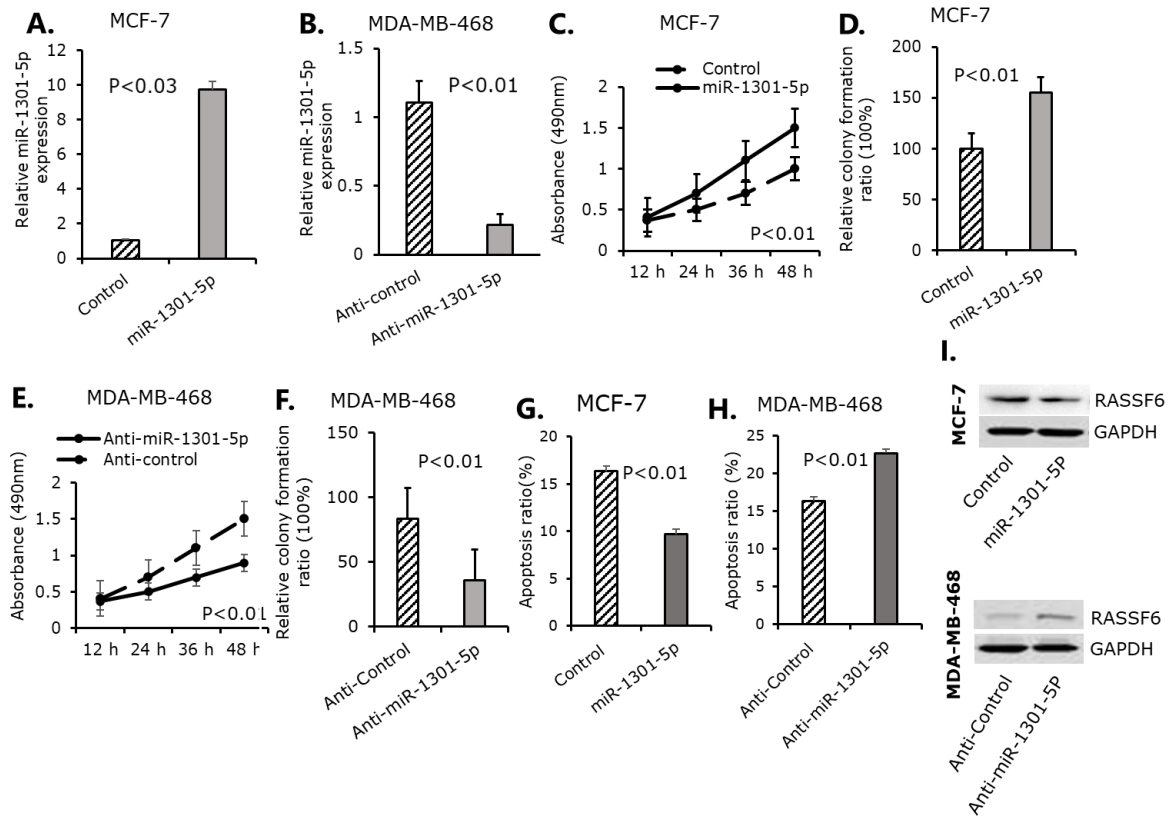 A.
MCF-7
Relative miR-1301-5p
expression
12
10
8
6
4
2
0
P<0.03
Control
miR-1301-5p
B.
MDA-MB-468
Relative miR-1301-5p
expression
1.5
1
0.5
0
P<0.01
Anti-control
Anti-miR-1301-5p
C.
MCF-7
Control
miR-1301-5p
Absorbance (490nm)
2
1.5
1
0.5
0
P<0.01
12 h 24 h 36 h 48 h
D.
MCF-7
Relative colony formation
ratio (100%)
200
150
100
50
0
P<0.01
Control
miR-1301-5p
E.
MDA-MB-468
Anti-miR-1301-5p
Anti-control
Absorbance (490nm)
2
1.5
1
0.5
0
P<0.01
12 h 24 h 36 h 48 h
F.
MDA-MB-468
Relative colony formation
ratio (100%)
150
100
50
0
P<0.01
Anti-Control
Anti-miR-1301-5p
G.
MCF-7
Apoptosis ratio(%)
20
15
10
5
0
P<0.01
Control
miR-1301-5p
H.
MDA-MB-468
Apoptosis ratio (%)
25
20
15
10
5
0
P<0.01
Anti-Control
Anti-miR-1301-5p
I.
MCF-7
RASSF6
GAPDH
Control
miR-1301-5P
MDA-MB-468
RASSF6
GAPDH
Anti-Control
Anti-miR-1301-5P